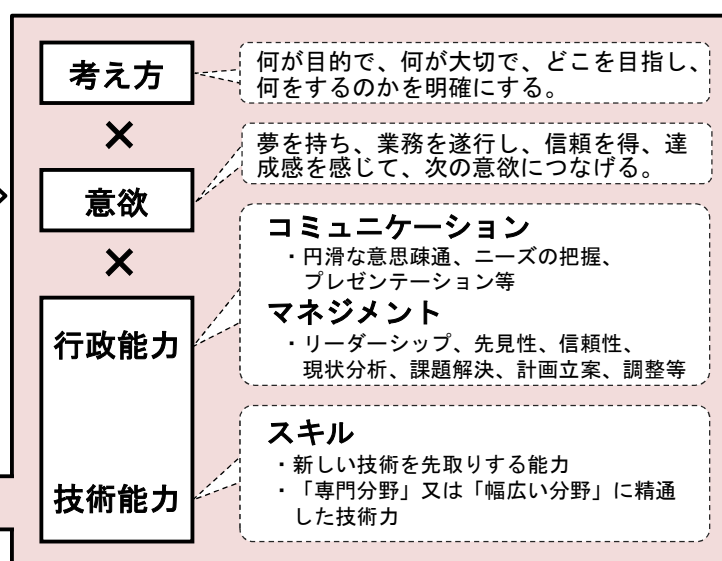 考え方
何が目的で、何が大切で、どこを目指し、
何をするのかを明確にする。
×
意欲
夢を持ち、業務を遂行し、信頼を得、達
成感を感じて、次の意欲につなげる。
×
行政能力
コミュニケーション
・円滑な意思疎通、ニーズの把握、
プレゼンテーション等
マネジメント
・リーダーシップ、先見性、信頼性、
現状分析、課題解決、計画立案、調整等
技術能力
スキル
・新しい技術を先取りする能力
・「専門分野」又は「幅広い分野」に精通
した技術力